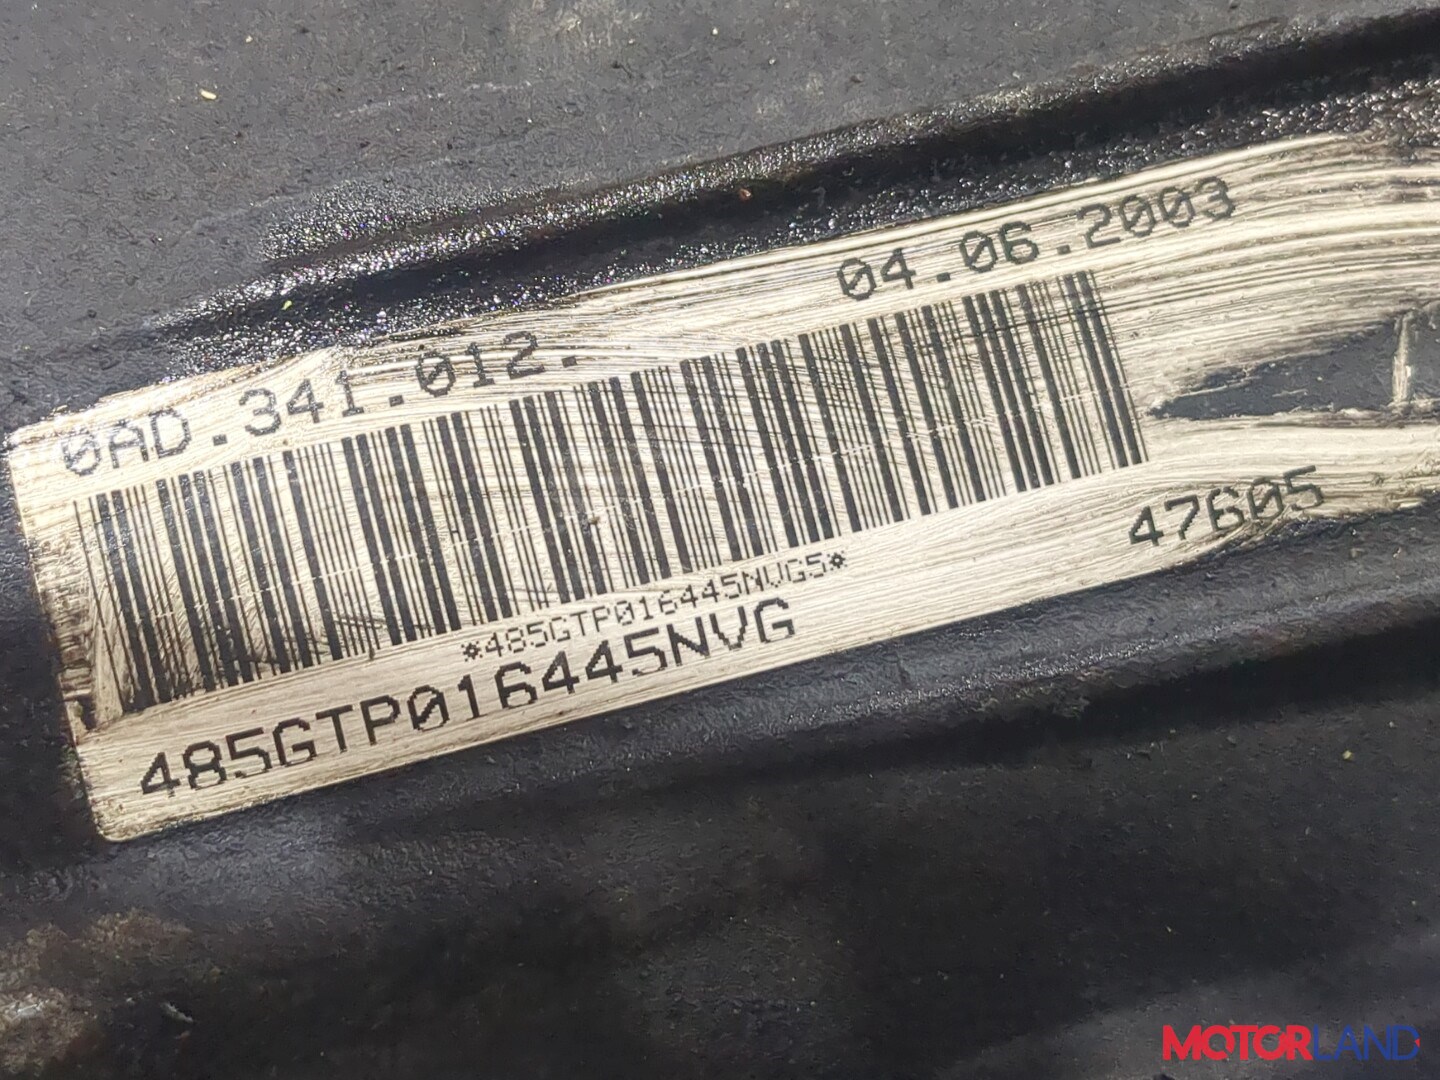 0AD.341.012.
04.06.2003
47605
*485GTP016445NVG5*
485GTP016445NVG
MOTORLAND